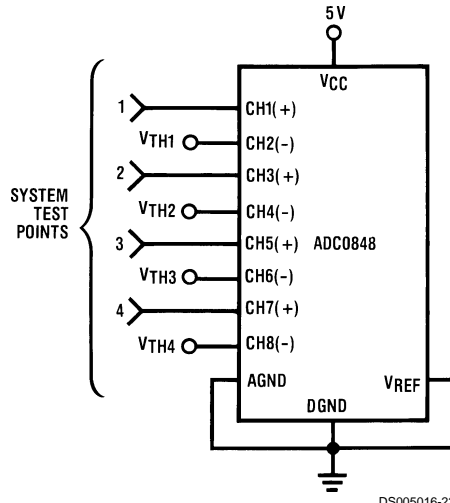 5 V
VCC
1
CH1(+)
VTH1
CH2(-)
2
CH3(+)
SYSTEM
TEST
POINTS
VTH2
CH4(-)
3
CH5(+)
ADC0848
VTH3
CH6(-)
4
CH7(+)
VTH4
CH8(-)
AGND
VREF
DGND